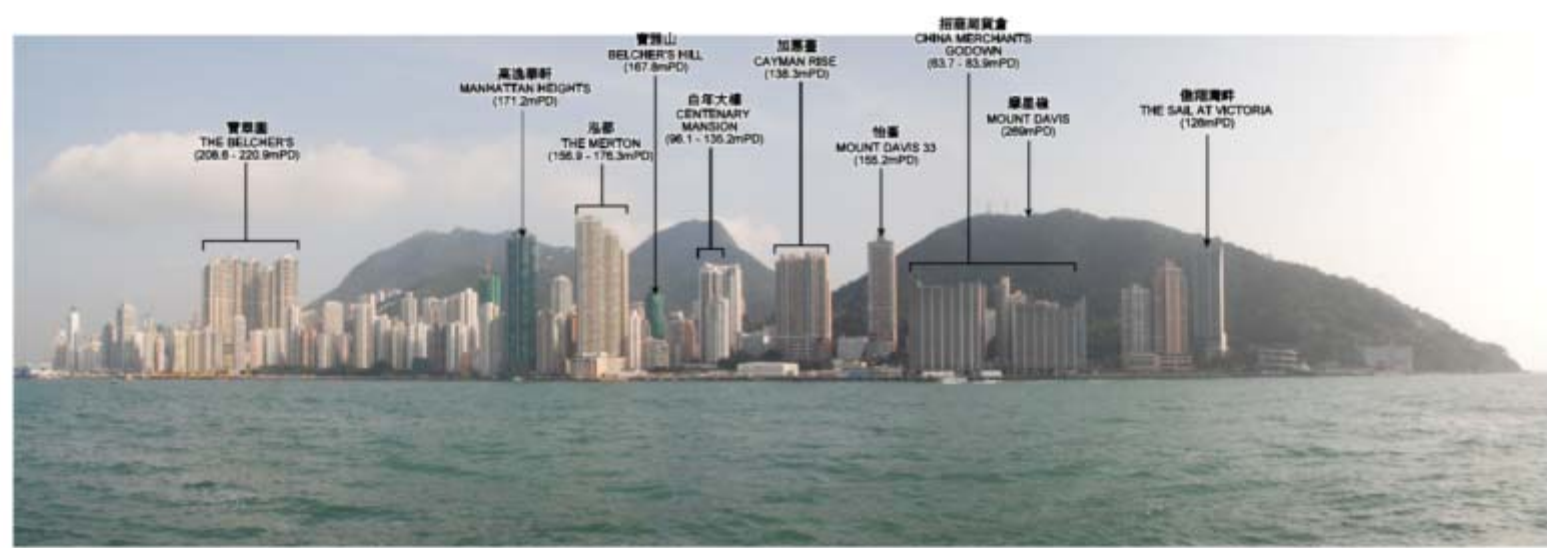 寶翠園
THE BELCHER'S
(206.6 - 220.9mPD)
高逸華軒
MANHATTAN HEIGHTS
(171.2mPD)
泓都
THE MERTON
(156.9 - 176.3mPD)
寶雅山
BELCHER'S HILL
(167.8mPD)
百年大樓
CENTENARY
MANSION
(96.1 - 135.2mPD)
加惠臺
CAYMAN RISE
(138.3mPD)
怡峯
MOUNT DAVIS 33
(155.2mPD)
招商局貨倉
CHINA MERCHANTS
GODOWN
(63.7 - 83.9mPD)
摩星嶺
MOUNT DAVIS
(269mPD)
傲翔灣畔
THE SAIL AT VICTORIA
(126mPD)